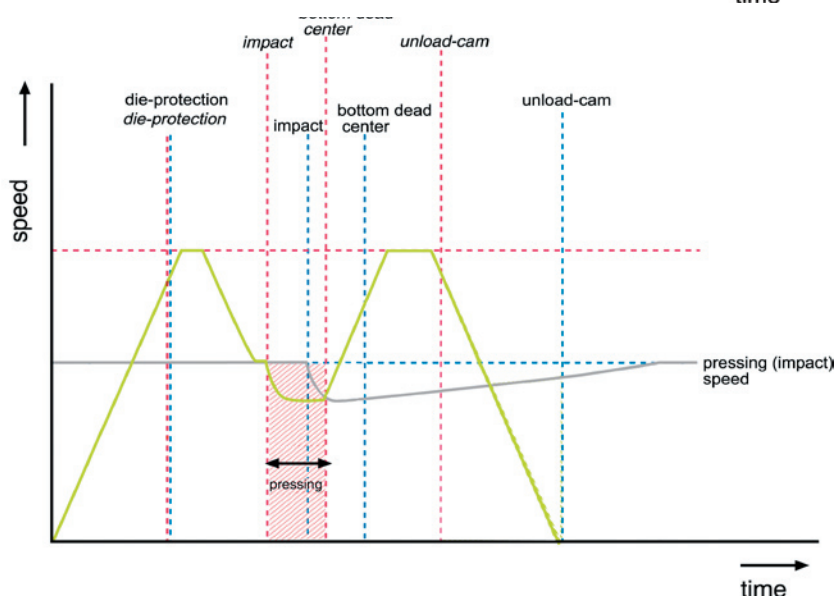 time
bottom dead
center
impact
unload-cam
die-protection
die-protection
impact
bottom dead
center
unload-cam
speed
pressing (impact)
speed
pressing
time